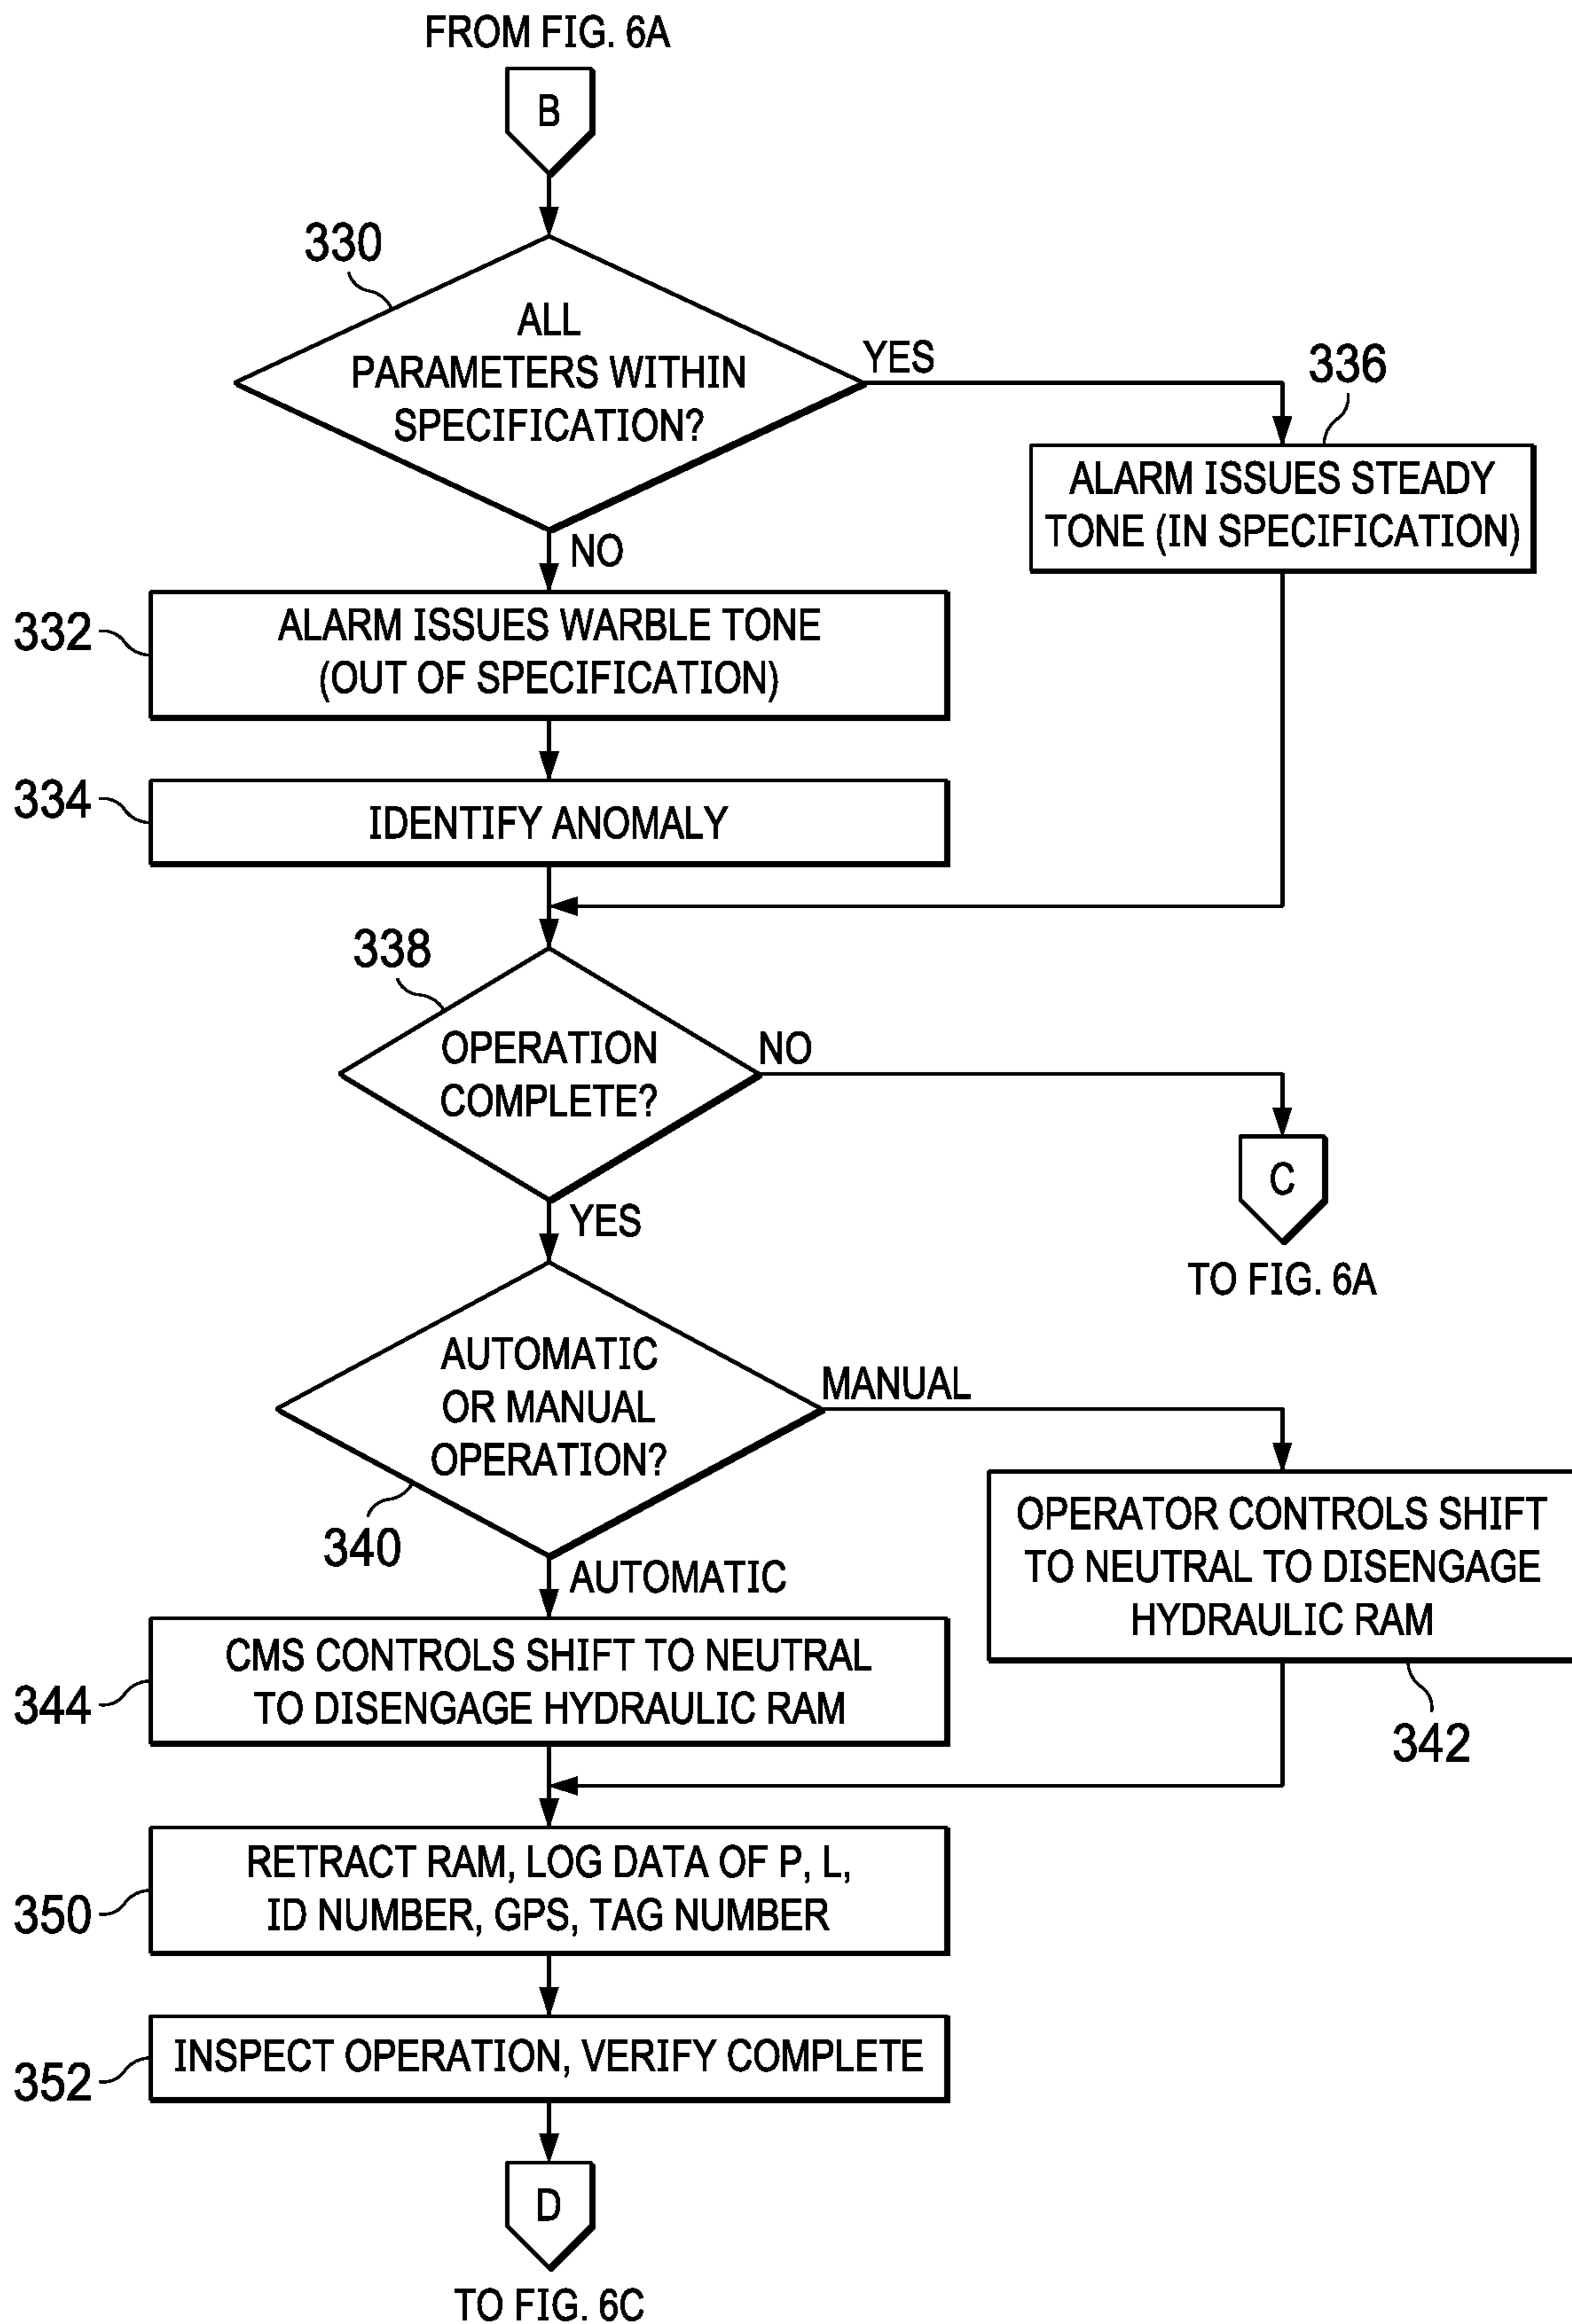 FROM FIG. 6A
B
330
ALL
PARAMETERS WITHIN
SPECIFICATION?
YES
336
ALARM ISSUES STEADY
TONE (IN SPECIFICATION)
NO
332
ALARM ISSUES WARBLE TONE
(OUT OF SPECIFICATION)
334
IDENTIFY ANOMALY
338
OPERATION
COMPLETE?
NO
C
TO FIG. 6A
YES
AUTOMATIC
OR MANUAL
OPERATION?
MANUAL
340
OPERATOR CONTROLS SHIFT
TO NEUTRAL TO DISENGAGE
HYDRAULIC RAM
342
AUTOMATIC
344
CMS CONTROLS SHIFT TO NEUTRAL
TO DISENGAGE HYDRAULIC RAM
350
RETRACT RAM, LOG DATA OF P, L,
ID NUMBER, GPS, TAG NUMBER
352
INSPECT OPERATION, VERIFY COMPLETE
D
TO FIG. 6C